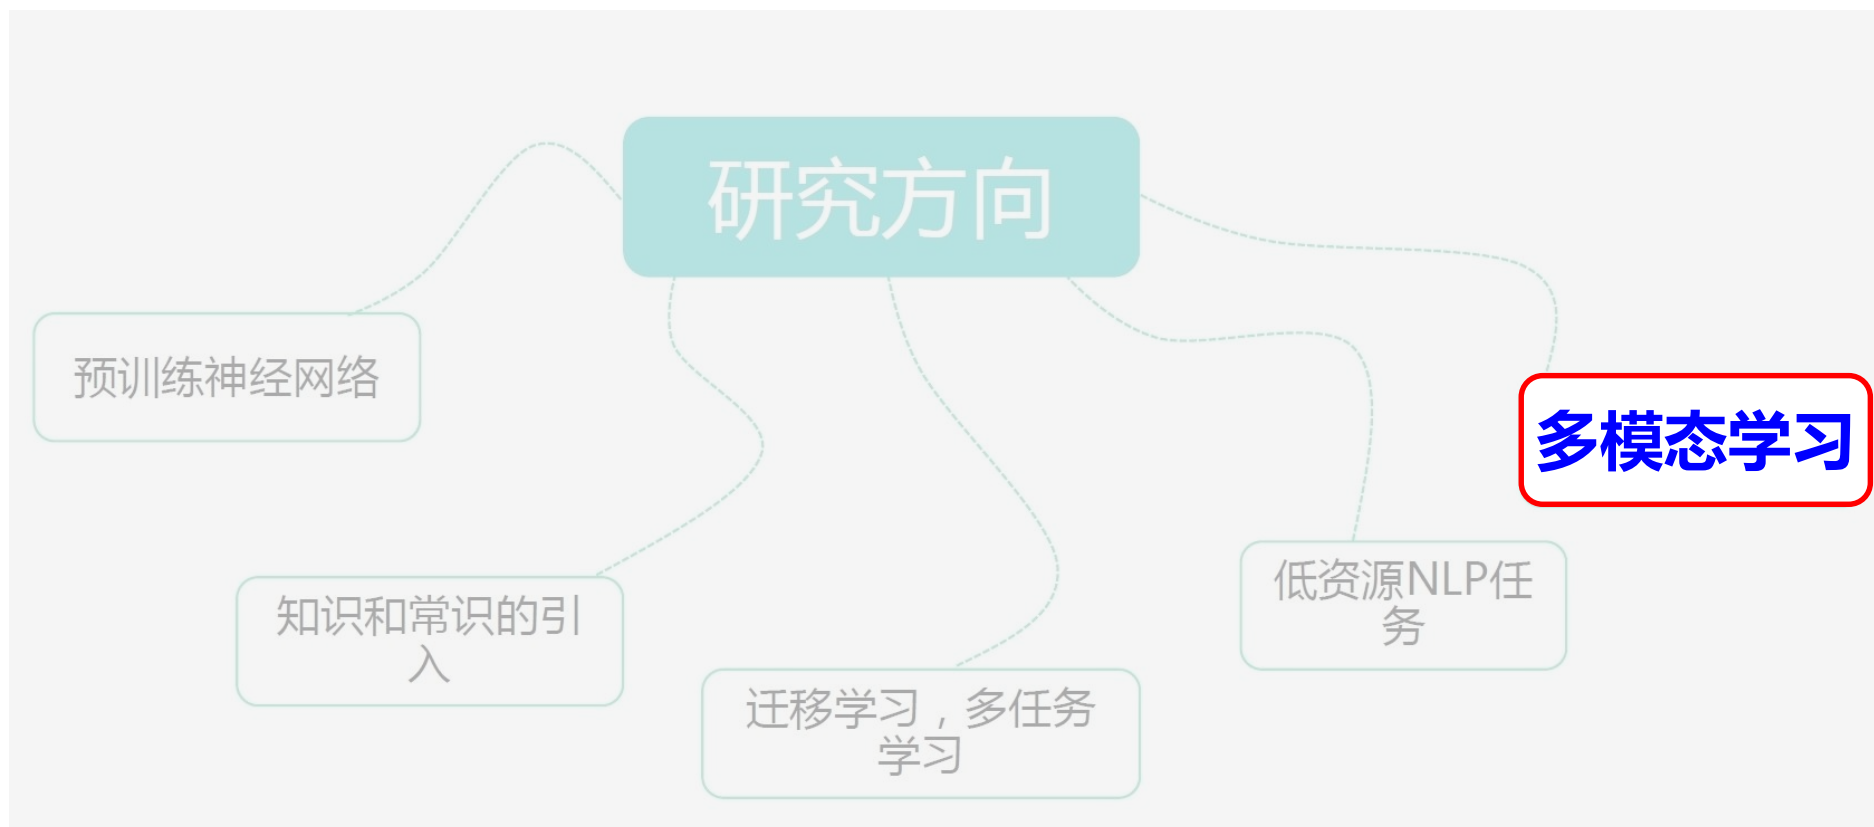 研究方向
预训练神经网络
多模态学习
知识和常识的引
入
低资源NLP任
务
迁移学习，多任务
学习